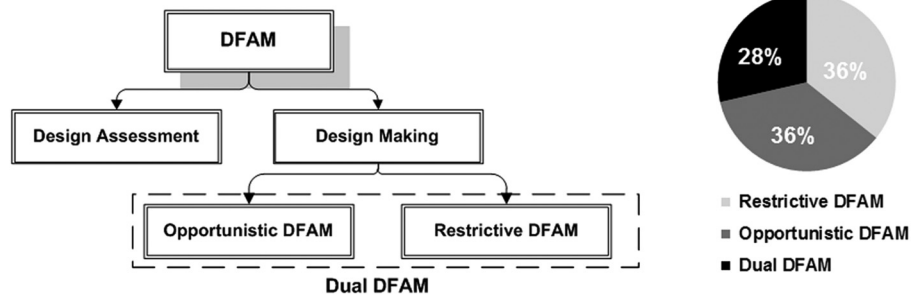 DFAM
Design Assessment
Design Making
Opportunistic DFAM
Restrictive DFAM
Dual DFAM
28%
36%
36%
Restrictive DFAM
Opportunistic DFAM
Dual DFAM